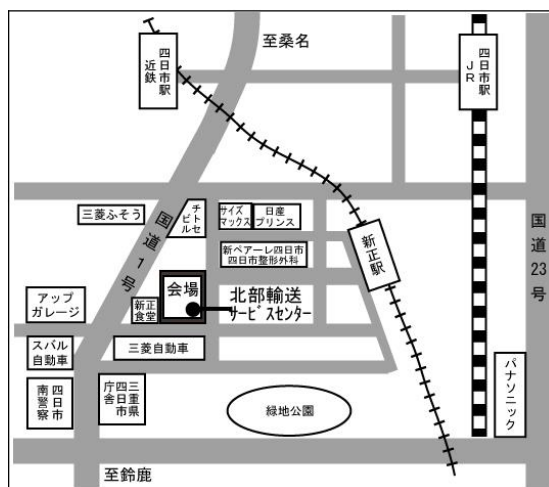 至桑名
四日市駅
近鉄
四日市駅
JR
三菱ふそう
チビトルセ
サイズ
マックス
日産
プリンス
国道1号
新ペアーレ四日市
四日市整形外科
新正駅
国道23号
アップ
ガレージ
会場
新正
食堂
北部輸送
サービスセンター
スバル
自動車
三菱自動車
四日市
南警察
三重県
四日市
庁舎
緑地公園
パナソニック
至鈴鹿